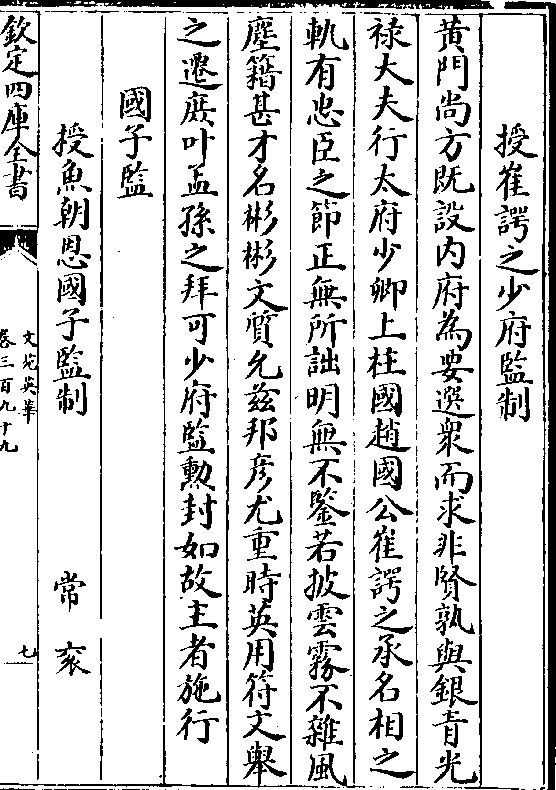 授崔諤之少府監制
黄門尚方既設内府為要選衆而求非賢孰與銀青光
禄大夫行太府少卿上柱國趙國公崔諤之承名相之
軌有忠臣之節正無所詘明無不鑒若披雲霧不雜風
塵籍甚才名彬彬文質允兹邦彦尤重時英用符文舉
之遷庶叶孟孫之拜可少府監勲封如故主者施行
國子監
授魚朝恩國子監制 常衮
欽定四庫全書
文苑英華
卷三百九十九
七